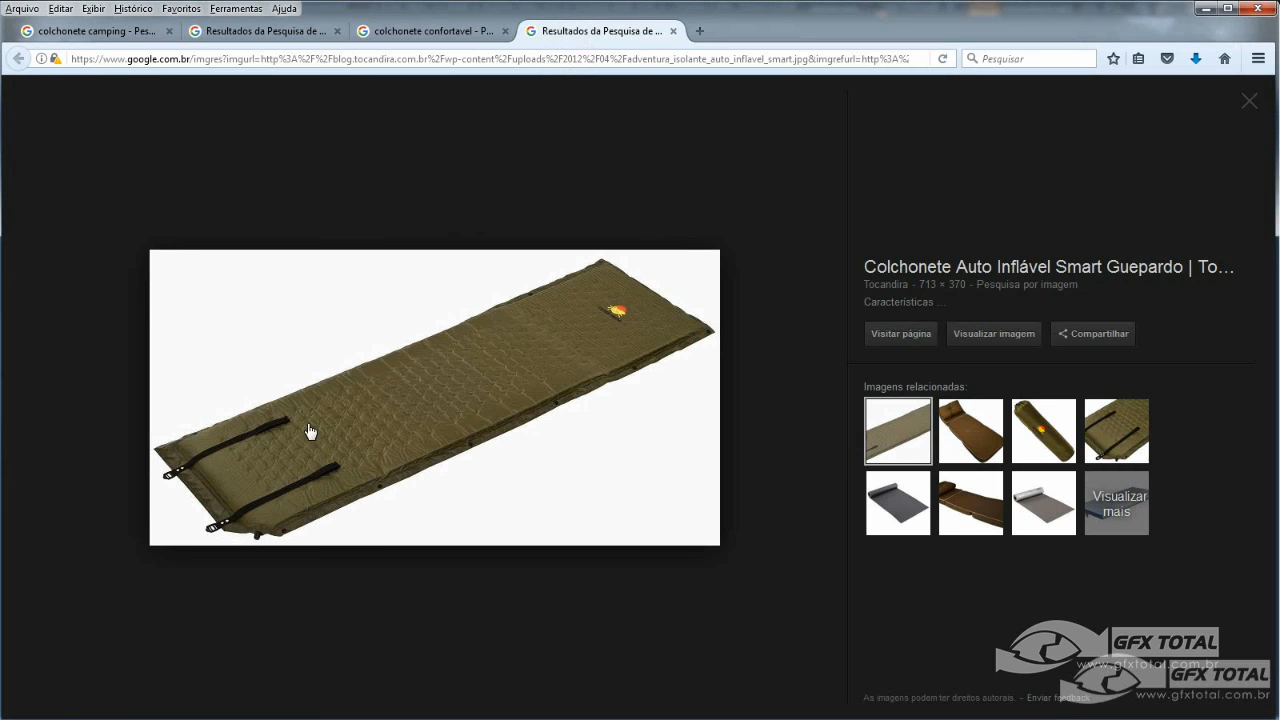 Arquivo Editar Exibir Histórico Favoritos Ferramentas Ajuda
colchonete camping - Pes...
Resultados da Pesquisa de ...
colchonete confortavel - P...
Resultados da Pesquisa de ...
https://www.google.com.br/imgres?imgurl=http%3A%2F%2Fblog.tocandira.com.br%2Fwp-content%2Fuploads%2F2012%2F04%2Fadventura_isolante_auto_inflavel_smart.jpg&imgrefurl=http%3A%
Pesquisar
Colchonete Auto Inflável Smart Guepardo | To...
Tocandira - 713 × 370 - Pesquisa por imagem
Características ...
Visitar página
Visualizar imagem
Compartilhar
Imagens relacionadas:
Visualizar
mais
GFX TOTAL
www.gfxtotal.com.br
GFX TOTAL
www.gfxtotal.com.br
As imagens podem ter direitos autorais. - Enviar feedback